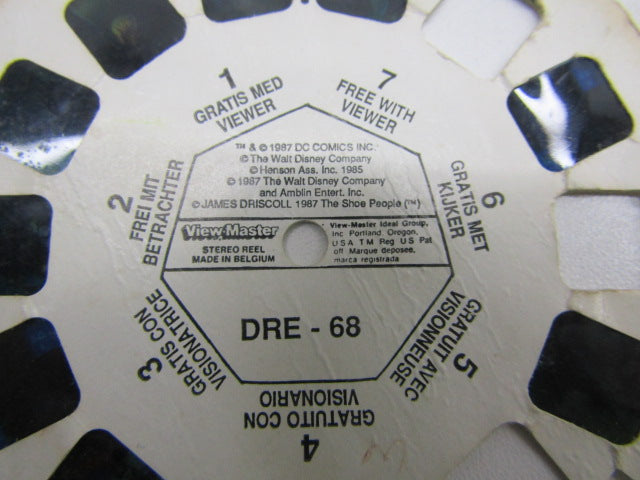 1
GRATIS MED
VIEWER
7
FREE WITH
VIEWER
2
FREI MIT
BETRACHTER
™ & © 1987 DC COMICS INC.
© The Walt Disney Company
© Henson Ass. Inc. 1985
© 1987 The Walt Disney Company
and Amblin Entert. Inc.
© JAMES DRISCOLL 1987 The Shoe People (™)
6
GRATIS MET
KIJKER
View-Master
STEREO REEL
MADE IN BELGIUM
View-Master Ideal Group,
Inc Portland Oregon,
USA TM Reg US Pat
off Marque deposee,
marca registrada
DRE - 68
3
GRATIS CON
VISIONATRICE
5
GRATUIT AVEC
VISIONNEUSE
4
GRATUITO CON
VISIONARIO